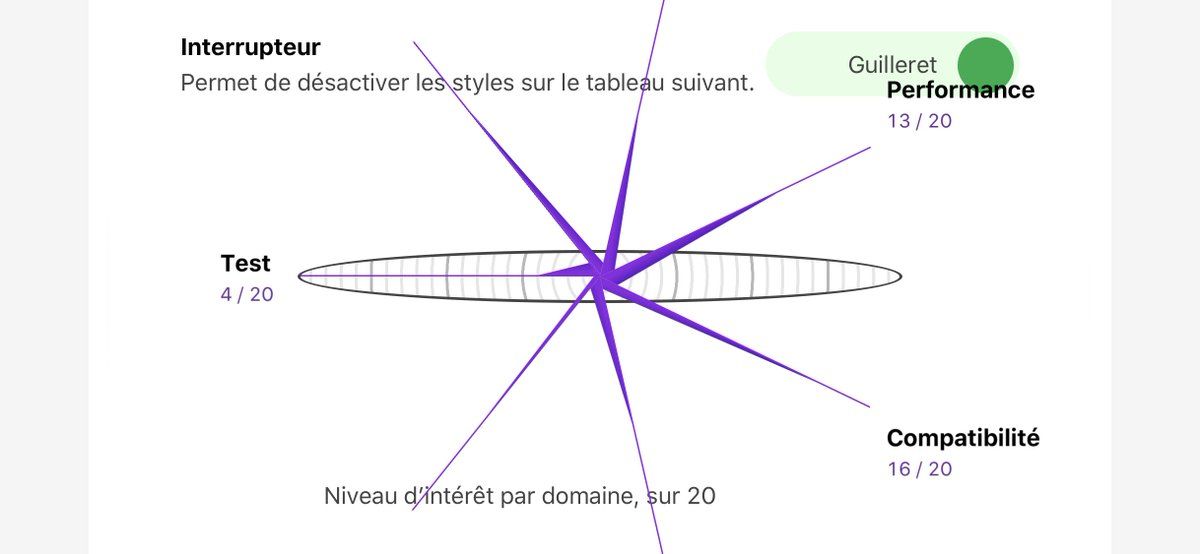 Interrupteur
Permet de désactiver les styles sur le tableau suivant.
Guilleret
Performance
13 / 20
Test
4 / 20
Compatibilité
16 / 20
Niveau d’intérêt par domaine, sur 20